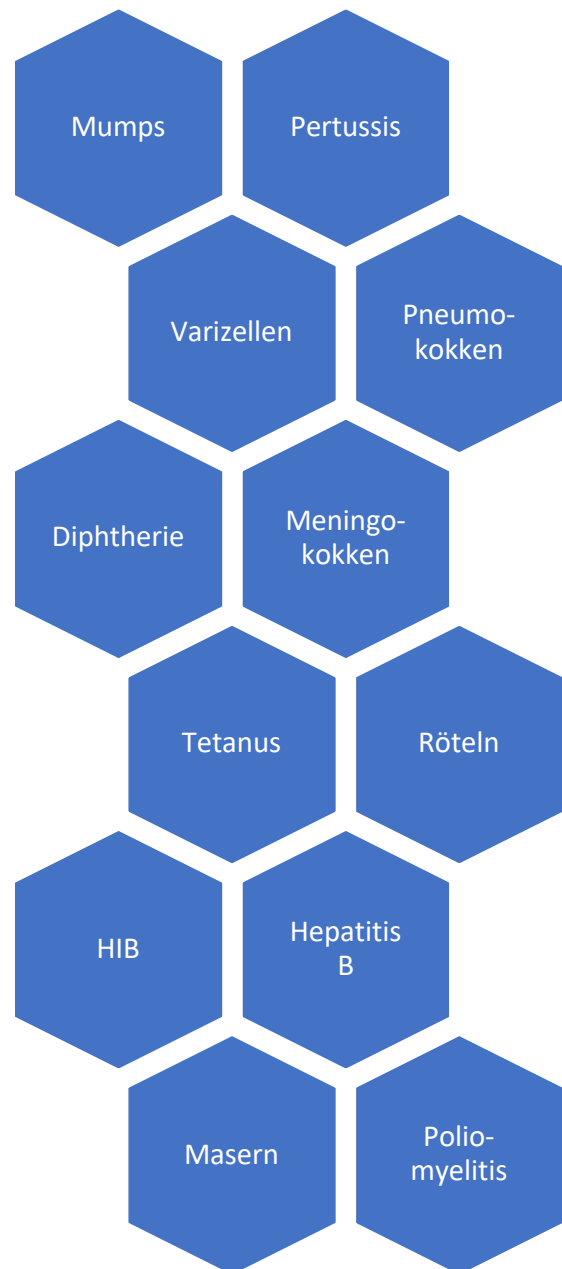 Mumps
Pertussis
Varizellen
Pneumo-
kokken
Diphtherie
Meningo-
kokken
Tetanus
Röteln
HIB
Hepatitis
B
Masern
Polio-
myelitis